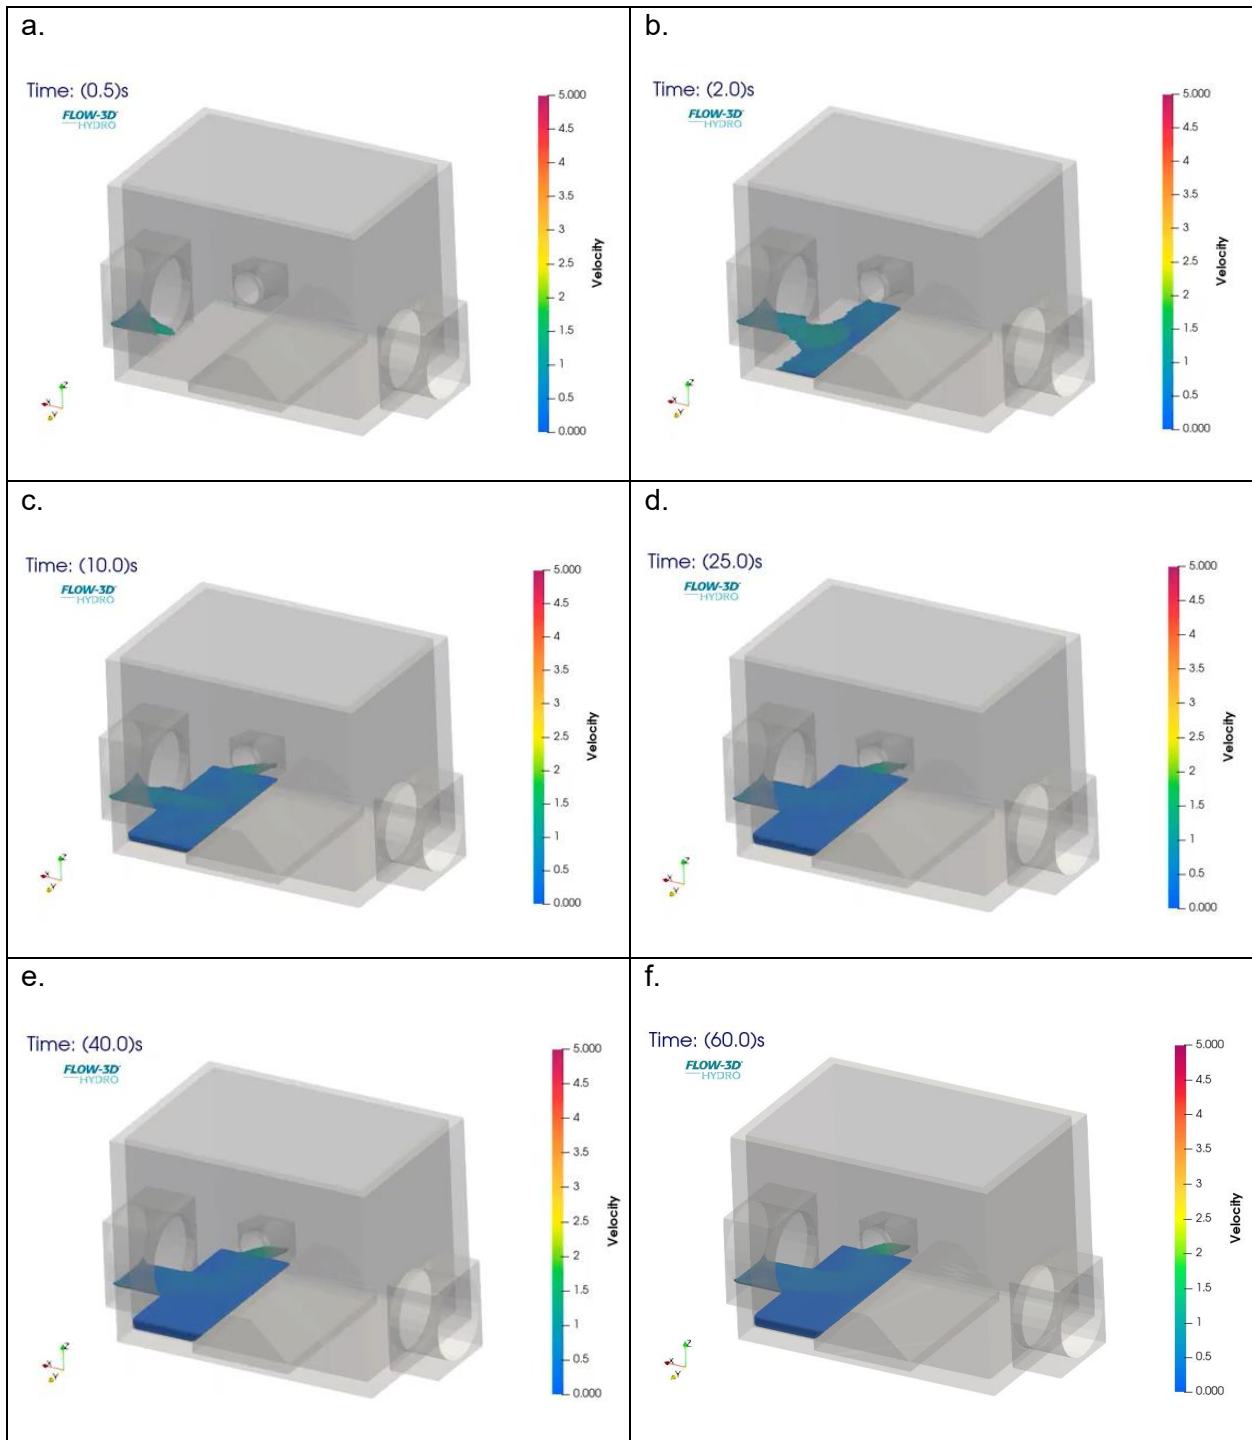 a.
Time: (0.5)s
FLOW-3D
HYDRO
5.000
4.5
4
3.5
3
2.5
2
1.5
1
0.5
0.000
Velocity
Z
X
Y
b.
Time: (2.0)s
FLOW-3D
HYDRO
5.000
4.5
4
3.5
3
2.5
2
1.5
1
0.5
0.000
Velocity
Z
X
Y
c.
Time: (10.0)s
FLOW-3D
HYDRO
5.000
4.5
4
3.5
3
2.5
2
1.5
1
0.5
0.000
Velocity
Z
X
Y
d.
Time: (25.0)s
FLOW-3D
HYDRO
5.000
4.5
4
3.5
3
2.5
2
1.5
1
0.5
0.000
Velocity
Z
X
Y
e.
Time: (40.0)s
FLOW-3D
HYDRO
5.000
4.5
4
3.5
3
2.5
2
1.5
1
0.5
0.000
Velocity
Z
X
Y
f.
Time: (60.0)s
FLOW-3D
HYDRO
5.000
4.5
4
3.5
3
2.5
2
1.5
1
0.5
0.000
Velocity
Z
X
Y